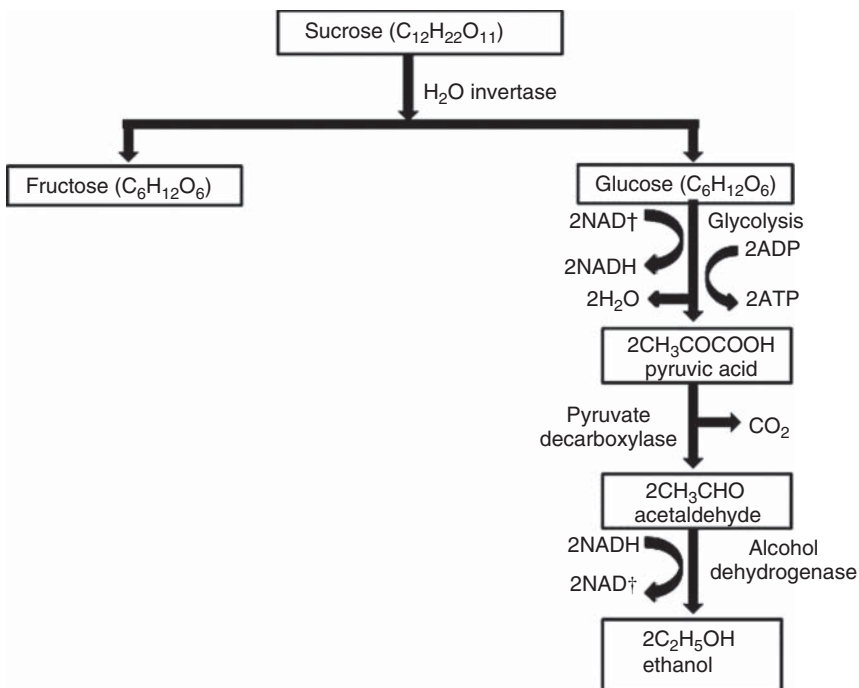 Sucrose (C₁₂H₂₂O₁₁)
H₂O invertase
Fructose (C₆H₁₂O₆)
Glucose (C₆H₁₂O₆)
2NAD†
Glycolysis
2ADP
2NADH
2H₂O
2ATP
2CH₃COCOOH
pyruvic acid
Pyruvate
decarboxylase
CO₂
2CH₃CHO
acetaldehyde
2NADH
Alcohol
dehydrogenase
2NAD†
2C₂H₅OH
ethanol